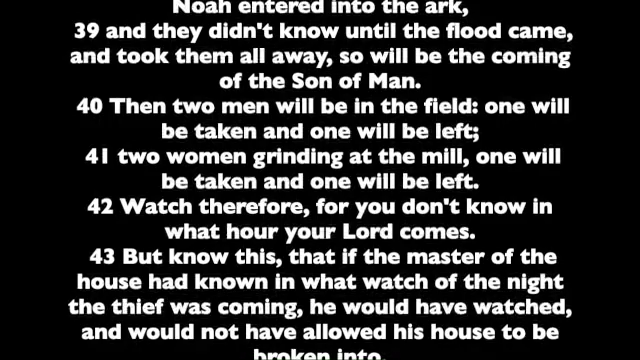 Noah entered into the ark,
39 and they didn't know until the flood came,
and took them all away, so will be the coming
of the Son of Man.
40 Then two men will be in the field: one will
be taken and one will be left;
41 two women grinding at the mill, one will
be taken and one will be left.
42 Watch therefore, for you don't know in
what hour your Lord comes.
43 But know this, that if the master of the
house had known in what watch of the night
the thief was coming, he would have watched,
and would not have allowed his house to be
broken into.